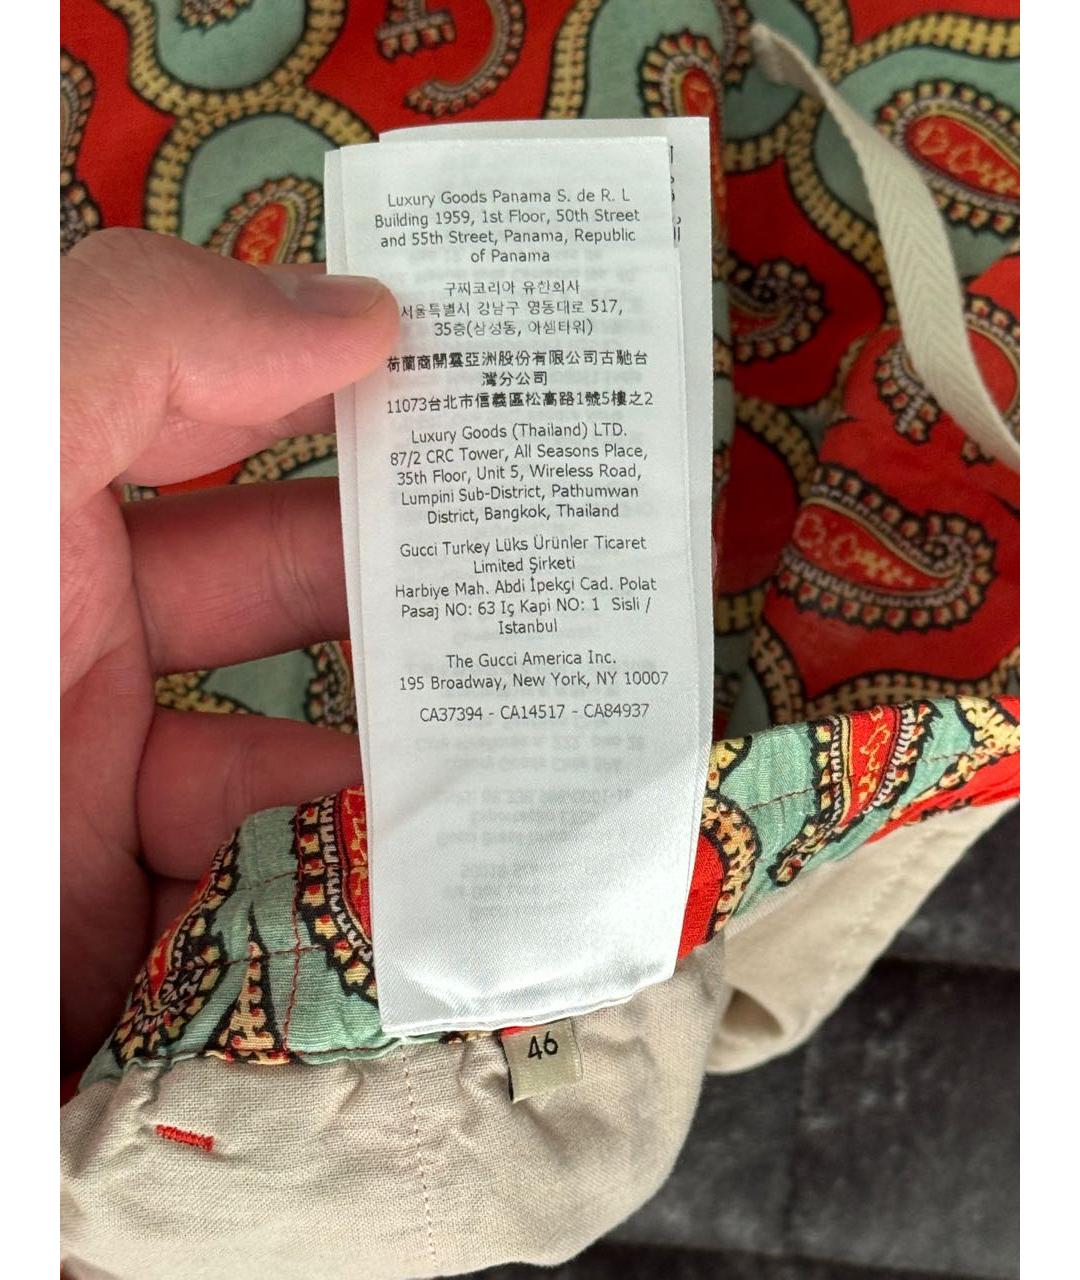 Luxury Goods Panama S. de R. L
Building 1959, 1st Floor, 50th Street
and 55th Street, Panama, Republic
of Panama
구찌코리아 유한회사
서울특별시 강남구 영동대로 517,
35층(삼성동, 아셈타워)
荷蘭商開雲亞洲股份有限公司古馳台
灣分公司
11073台北市信義區松高路1號5樓之2
Luxury Goods (Thailand) LTD.
87/2 CRC Tower, All Seasons Place,
35th Floor, Unit 5, Wireless Road,
Lumpini Sub-District, Pathumwan
District, Bangkok, Thailand
Gucci Turkey Lüks Ürünler Ticaret
Limited Şirketi
Harbiye Mah. Abdi İpekçi Cad. Polat
Pasaj NO: 63 Iç Kapi NO: 1 Sisli /
Istanbul
The Gucci America Inc.
195 Broadway, New York, NY 10007
CA37394 - CA14517 - CA84937
46